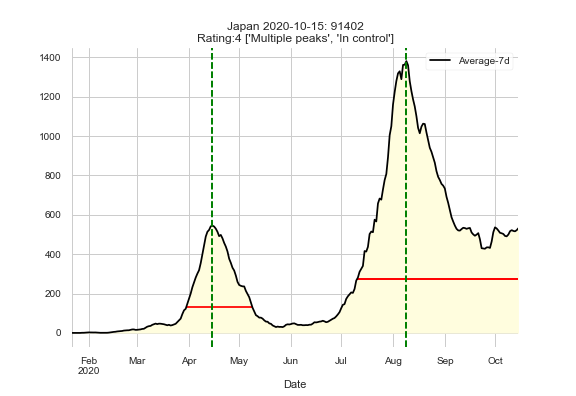 Japan 2020-10-15: 91402
Rating:4 ['Multiple peaks', 'In control']
Average-7d
1400
1200
1000
800
600
400
200
0
Feb Mar Apr May Jun Jul Aug Sep Oct
2020
Date